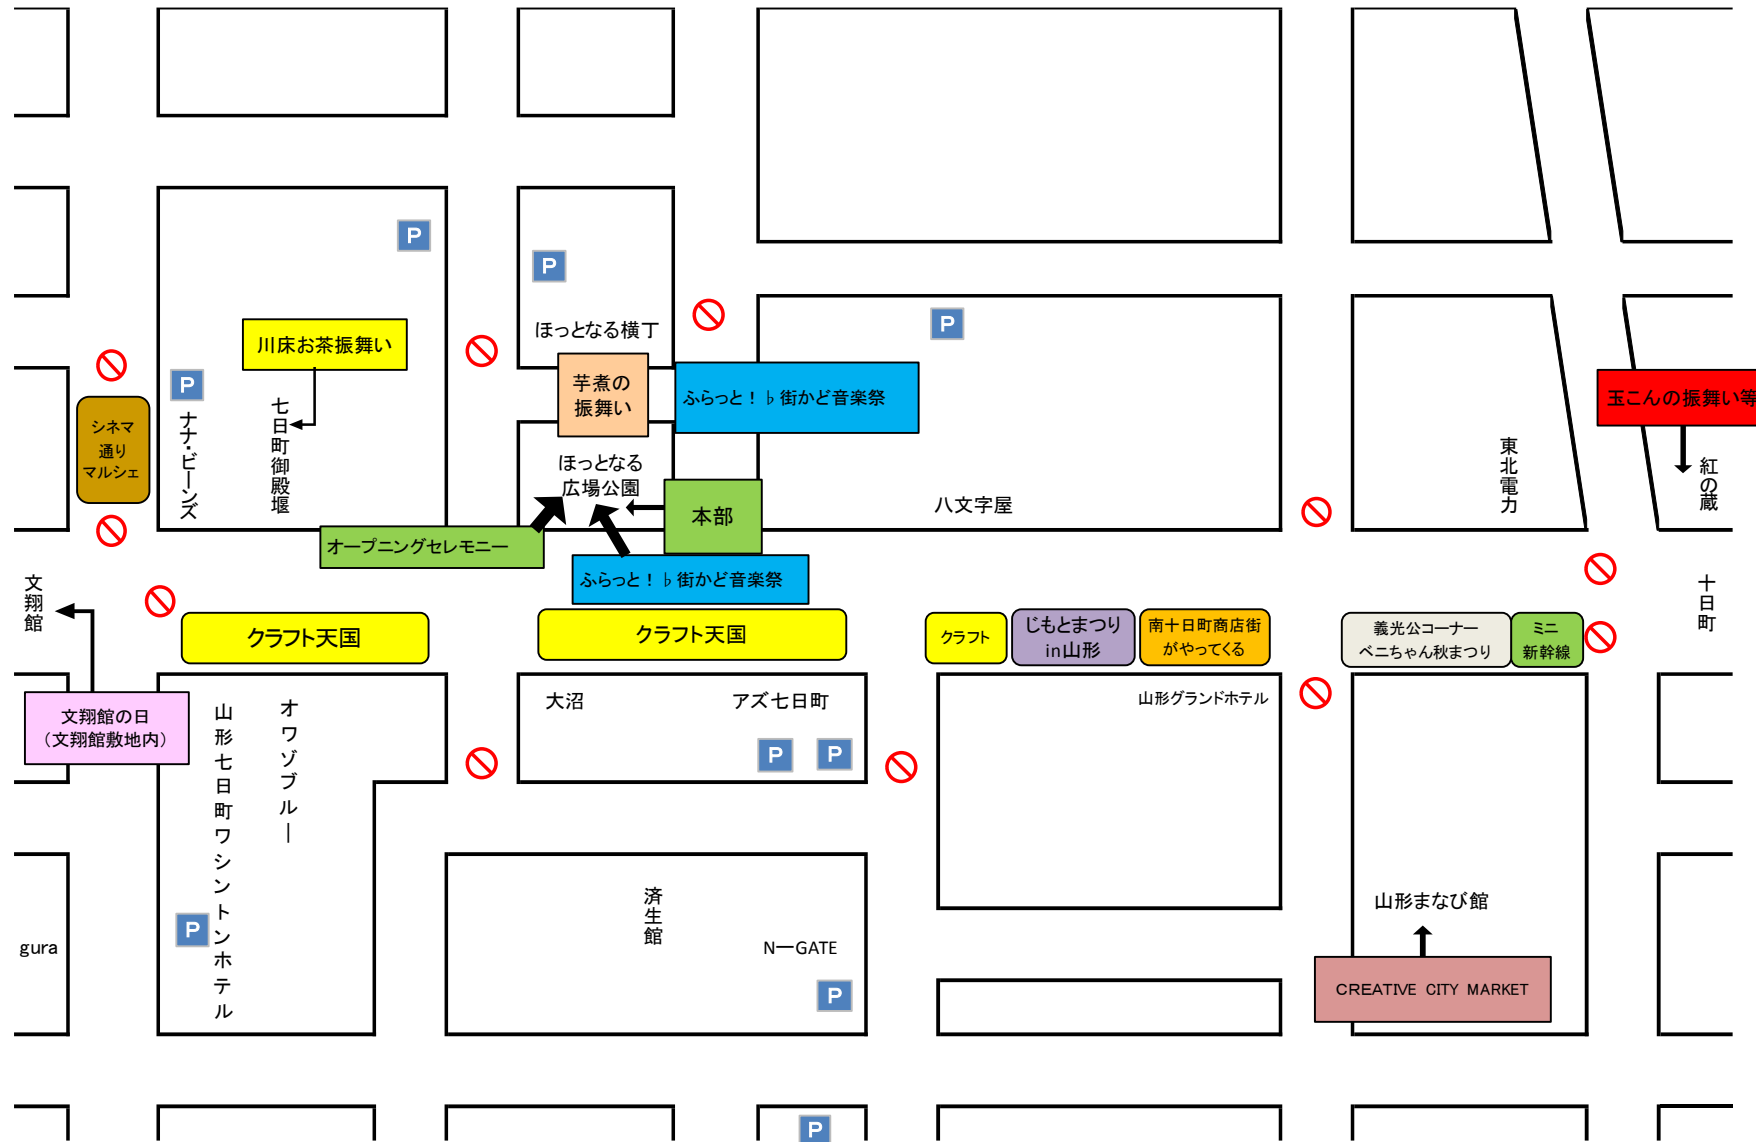 P
P
ほっとなる横丁
P
川床お茶振舞い
P
芋煮の
振舞い
ふらっと！♭街かど音楽祭
玉こんの振舞い等
シネマ
通り
マルシェ
ナナ・ビーンズ
七日町御殿堰
ほっとなる
広場公園
本部
八文字屋
東北電力
紅の蔵
オープニングセレモニー
ふらっと！♭街かど音楽祭
文翔館
十日町
クラフト天国
クラフト天国
クラフト
じもとまつり
in山形
南十日町商店街
がやってくる
義光公コーナー
ベニちゃん秋まつり
ミニ
新幹線
文翔館の日
（文翔館敷地内）
山形七日町ワシントンホテル
オワゾブルー
大沼
アズ七日町
山形グランドホテル
P
P
済生館
山形まなび館
P
gura
N－GATE
P
CREATIVE CITY MARKET
P